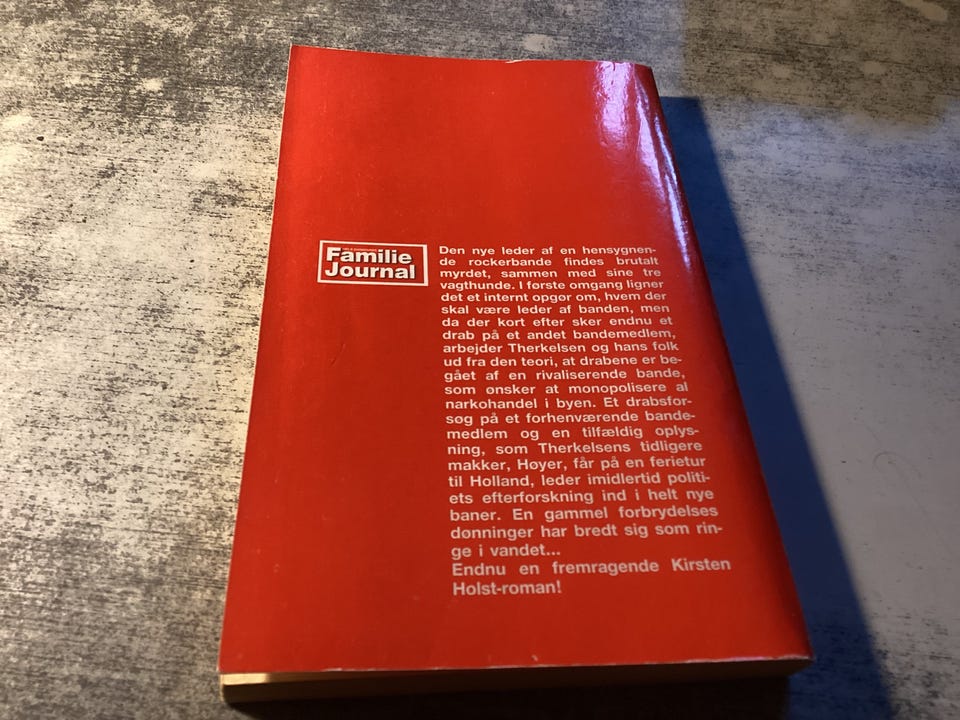 Familie
Journal
Den nye leder af en hensygnen-
de rockerbande findes brutalt
myrdet, sammen med sine tre
vagthunde. I første omgang ligner
det et internt opgør om, hvem der
skal være leder af banden, men
da der kort efter sker endnu et
drab på et andet bandemedlem,
arbejder Therkelsen og hans folk
ud fra den teori, at drabene er be-
gået af en rivaliserende bande,
som ønsker at monopolisere al
narkohandel i byen. Et drabsfor-
søg på et forhenværende bande-
medlem og en tilfældig oplys-
ning, som Therkelsens tidligere
makker, Høyer, får på en ferietur
til Holland, leder imidlertid politi-
ets efterforskning ind i helt nye
baner. En gammel forbrydelses
dønninger har bredt sig som rin-
ge i vandet...
Endnu en fremragende Kirsten
Holst-roman!